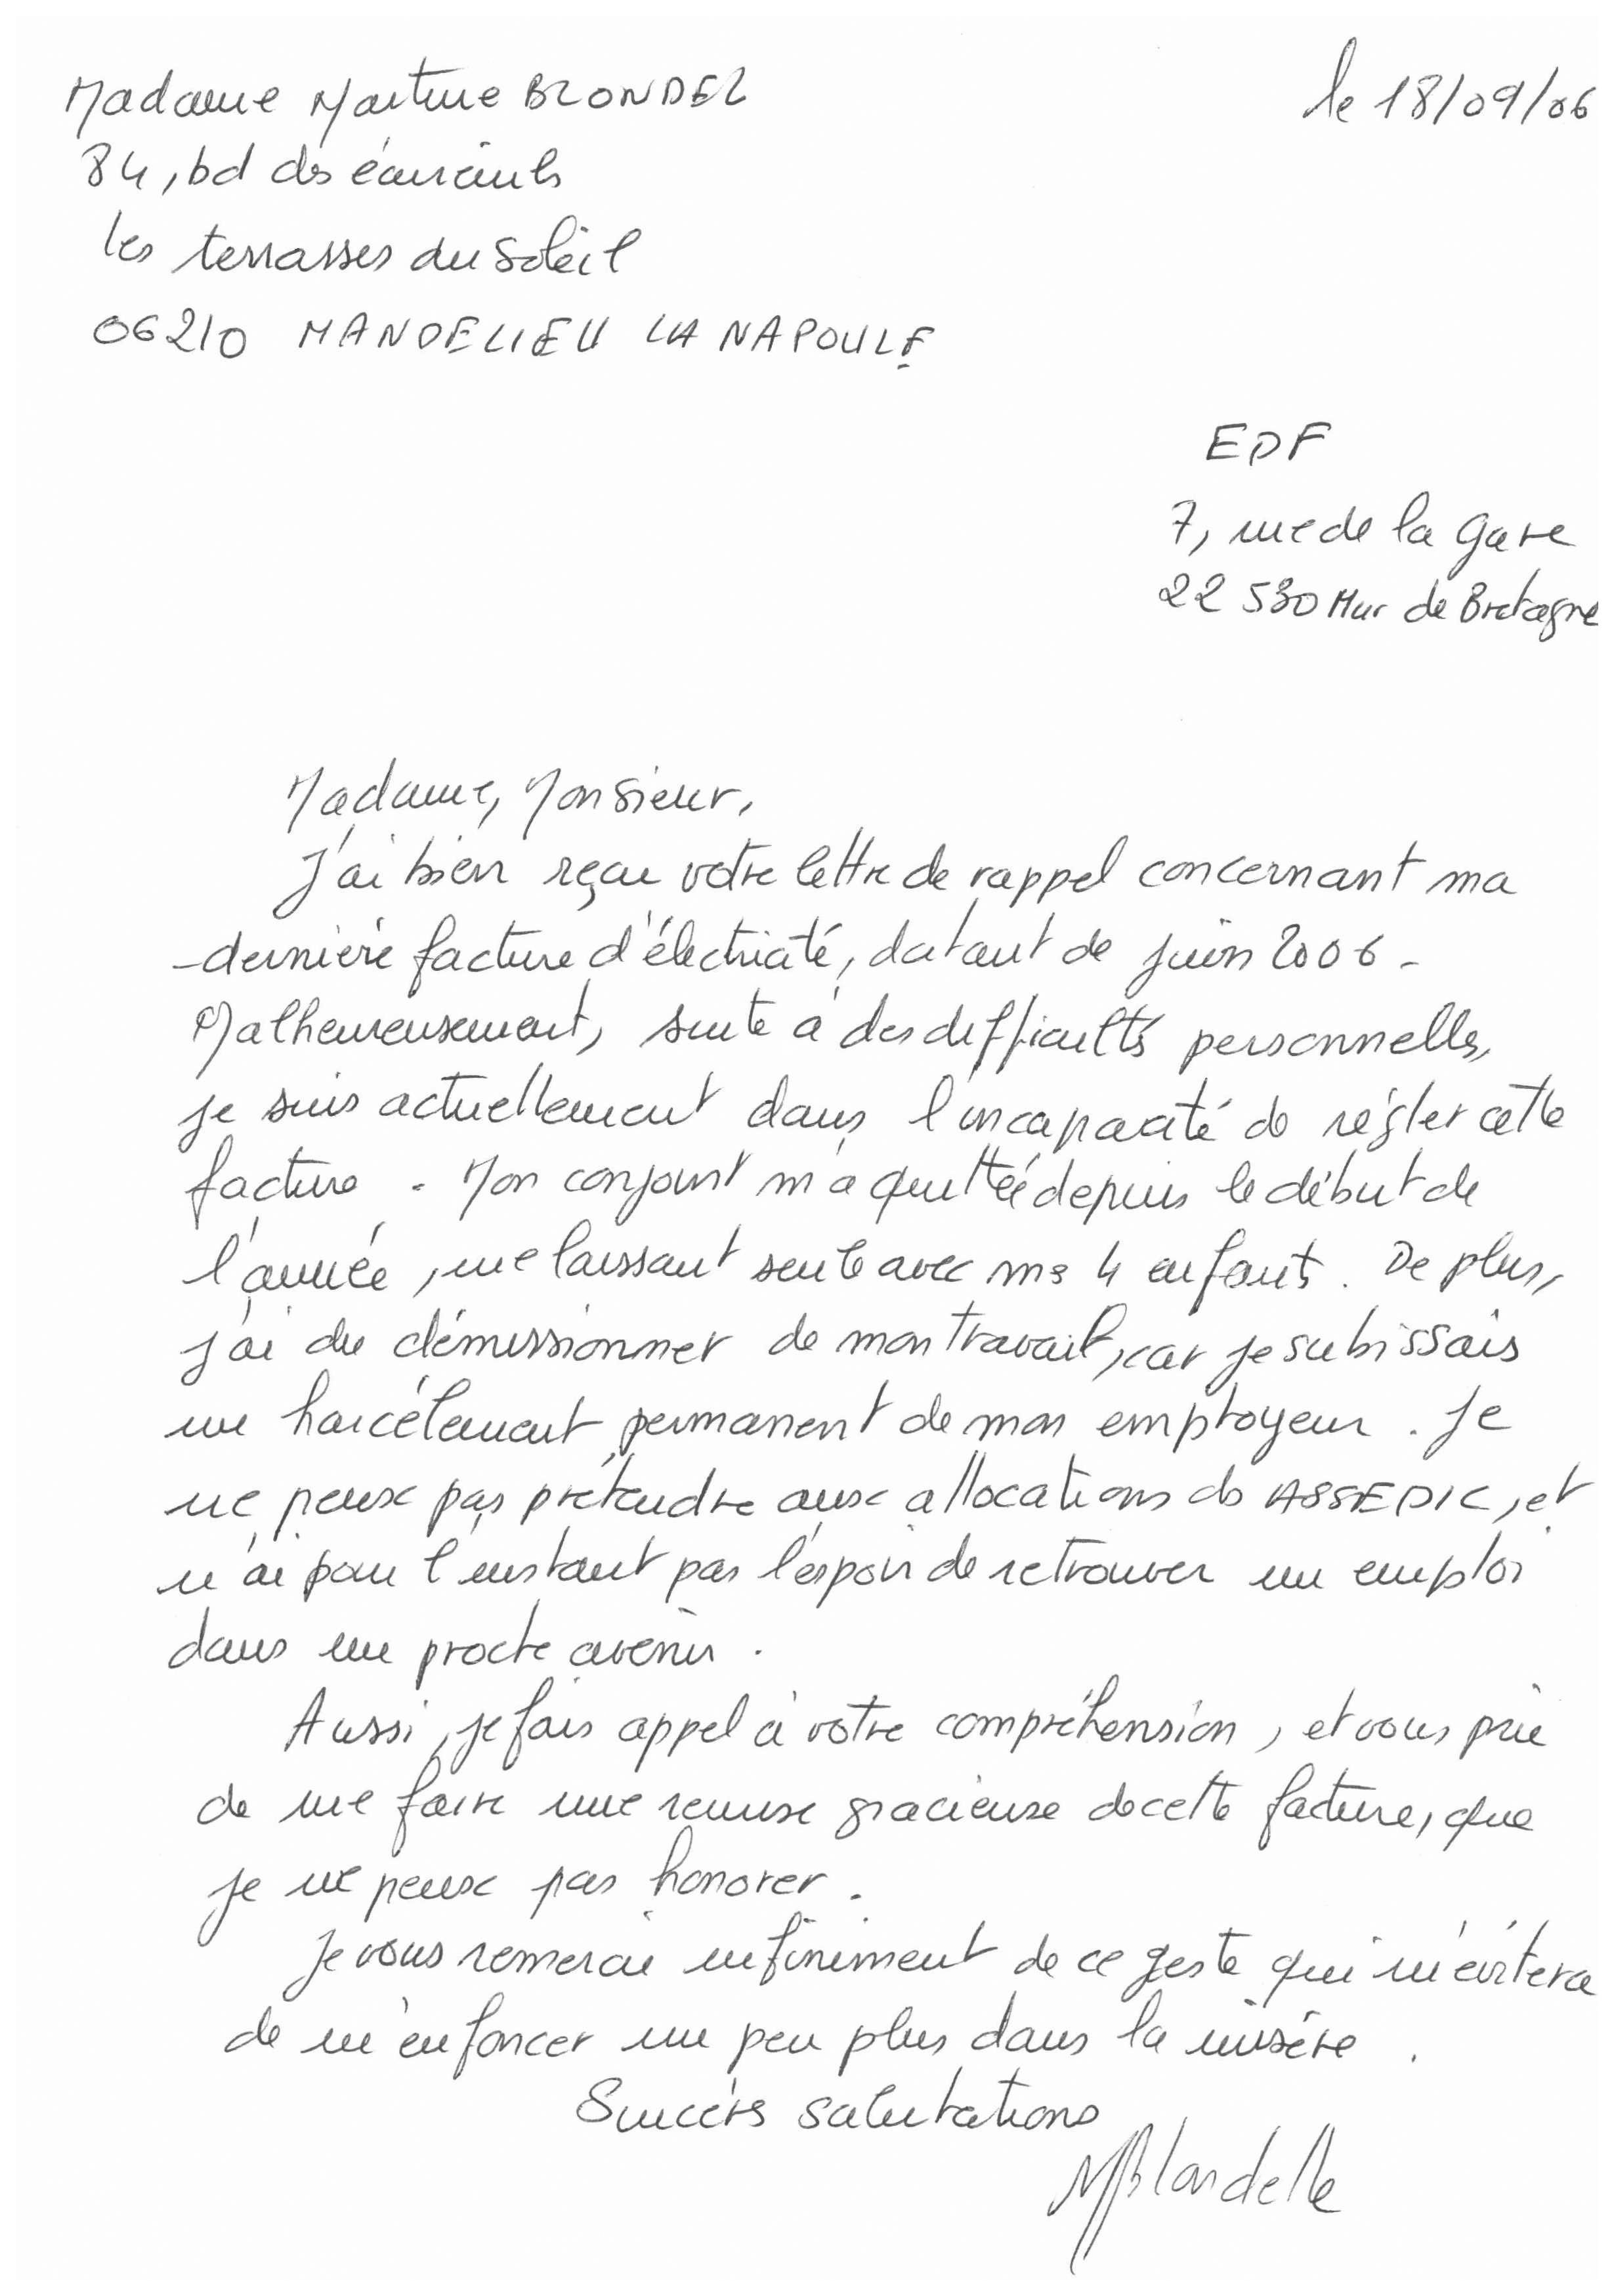 Madame Martine BLONDEL
le 18/09/06
84, bd des écureuils
les terrasses du soleil
06210 MANDELIEU LA NAPOULE
EDF
7, rue de la gare
22 530 Mur de Bretagne
Madame, Monsieur,
J'ai bien reçu votre lettre de rappel concernant ma
dernière facture d'électricité, datant de juin 2006.
Malheureusement, suite à des difficultés personnelles,
je suis actuellement dans l'incapacité de régler cette
facture. Mon conjoint m'a quittée depuis le début de
l'année, me laissant seule avec mes 4 enfants. De plus,
j'ai du démissionner de mon travail, car je subissais
un harcèlement permanent de mon employeur. Je
ne peux pas prétendre aux allocations des ASSEDIC, et
n'ai pour l'instant pas l'espoir de retrouver un emploi
dans un proche avenir.
Aussi, je fais appel à votre compréhension, et vous prie
de me faire une remise gracieuse de cette facture, que
je ne peux pas honorer.
Je vous remercie infiniment de ce geste qui m'évitera
de m'enfoncer un peu plus dans la misère.
Sincères salutations
MBlondelle